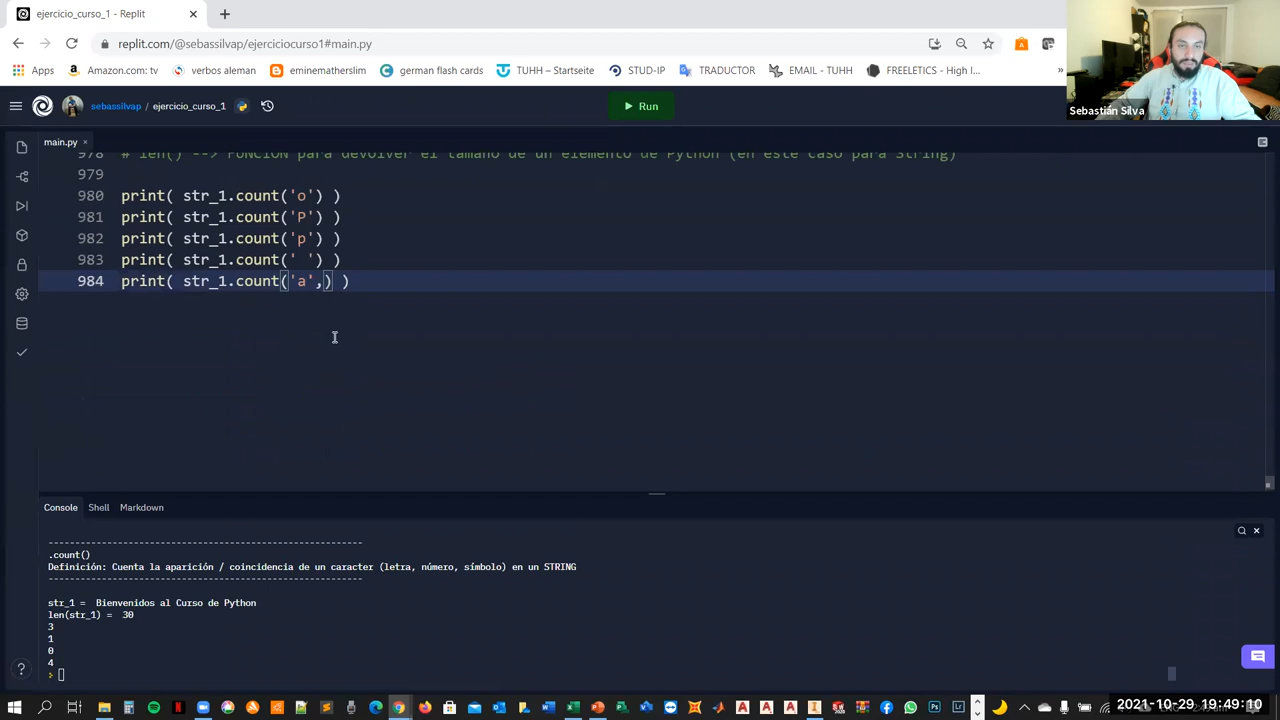 ejercicio_curso_1 - Replit
replit.com/@sebassilvap/ejerciciocurso1#main.py
Apps
Amazon.com: tv
verbos aleman
eminematherslim
german flash cards
TUHH – Startseite
STUD-IP
TRADUCTOR
EMAIL - TUHH
FREELETICS - High I...
»
Sebastián Silva
sebassilvap / ejercicio_curso_1
Run
main.py
978 # len() --> FUNCIÓN para devolver el tamaño de un elemento de Python (en este caso para String)
979
980 print( str_1.count('o') )
981 print( str_1.count('P') )
982 print( str_1.count('p') )
983 print( str_1.count(' ') )
984 print( str_1.count('a',) )
Console Shell Markdown
-----------------------------------------------------------
.count()
Definición: Cuenta la aparición / coincidencia de un caracter (letra, número, símbolo) en un STRING
-----------------------------------------------------------
str_1 =  Bienvenidos al Curso de Python
len(str_1) =  30
3
1
0
4
2021-10-29 19:49:10